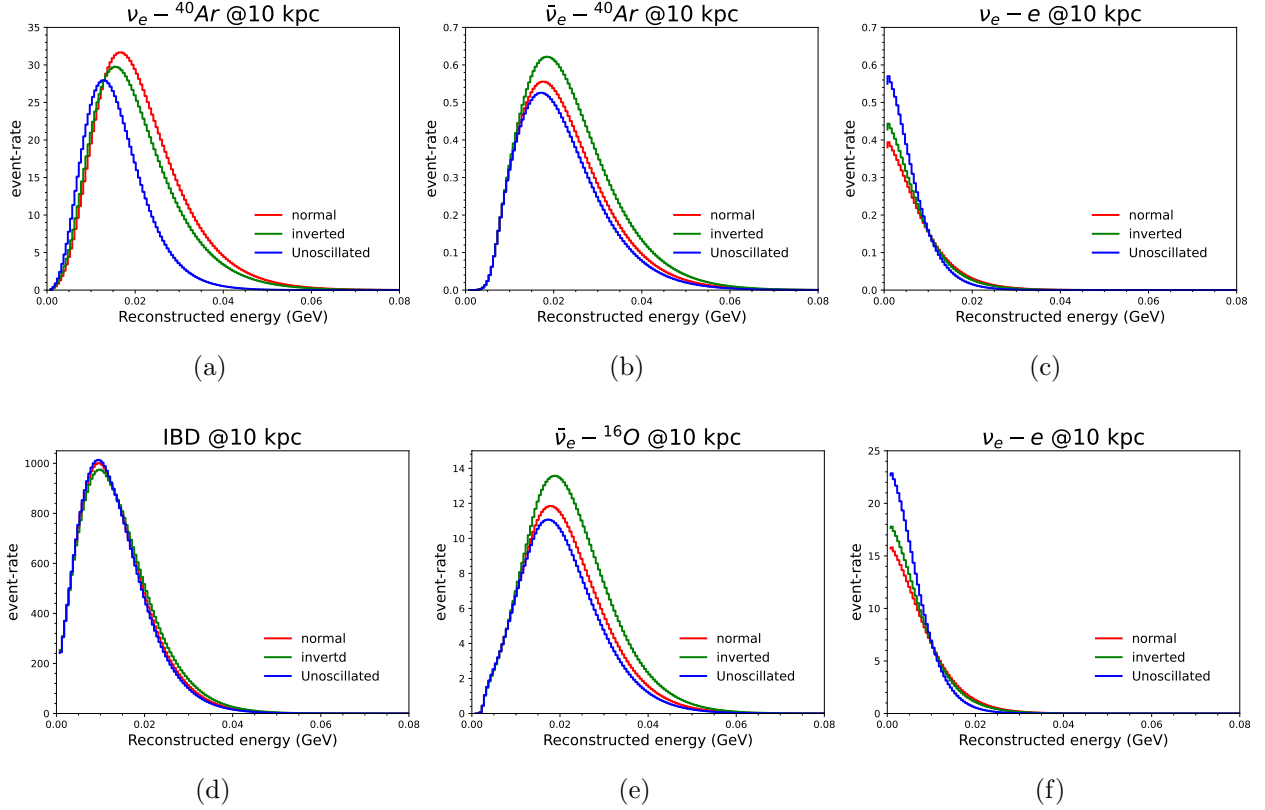 νe − 40Ar @10 kpc
35
30
25
20
15
10
5
0
event-rate
normal
inverted
Unoscillated
0.00 0.02 0.04 0.06 0.08
Reconstructed energy (GeV)
(a)
ν̄e − 40Ar @10 kpc
0.7
0.6
0.5
0.4
0.3
0.2
0.1
0.0
event-rate
normal
inverted
Unoscillated
0.00 0.02 0.04 0.06 0.08
Reconstructed energy (GeV)
(b)
νe − e @10 kpc
0.7
0.6
0.5
0.4
0.3
0.2
0.1
0.0
event-rate
normal
inverted
Unoscillated
0.00 0.02 0.04 0.06 0.08
Reconstructed energy (GeV)
(c)
IBD @10 kpc
1000
800
600
400
200
0
event-rate
normal
invertd
Unoscillated
0.00 0.02 0.04 0.06 0.08
Reconstructed energy (GeV)
(d)
ν̄e − 16O @10 kpc
14
12
10
8
6
4
2
0
event-rate
normal
inverted
Unoscillated
0.00 0.02 0.04 0.06 0.08
Reconstructed energy (GeV)
(e)
νe − e @10 kpc
25
20
15
10
5
0
event-rate
normal
inverted
Unoscillated
0.00 0.02 0.04 0.06 0.08
Reconstructed energy (GeV)
(f)